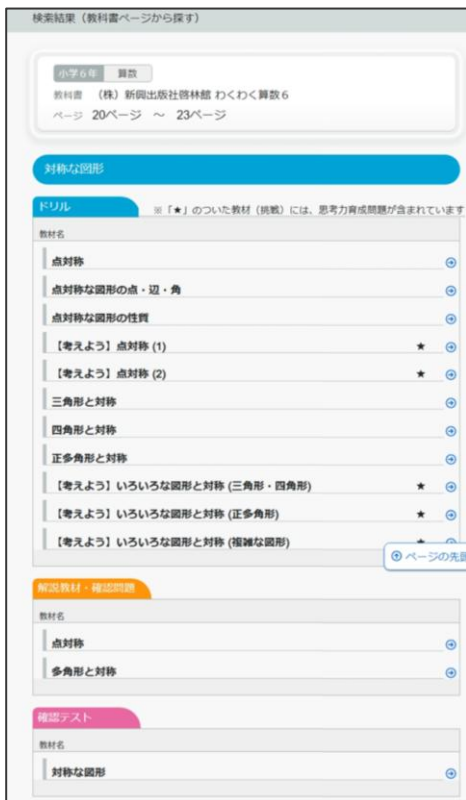 検索結果（教科書ページから探す）
小学6年 算数
教科書 （株）新興出版社啓林館 わくわく算数6
ページ 20ページ ～ 23ページ
対称な図形
ドリル ※「★」のついた教材（挑戦）には、思考力育成問題が含まれています
教材名
点対称
点対称な図形の点・辺・角
点対称な図形の性質
【考えよう】点対称 (1) ★
【考えよう】点対称 (2) ★
三角形と対称
四角形と対称
正多角形と対称
【考えよう】いろいろな図形と対称 (三角形・四角形) ★
【考えよう】いろいろな図形と対称 (正多角形) ★
【考えよう】いろいろな図形と対称 (複雑な図形) ★
ページの先頭
解説教材・確認問題
教材名
点対称
多角形と対称
確認テスト
教材名
対称な図形